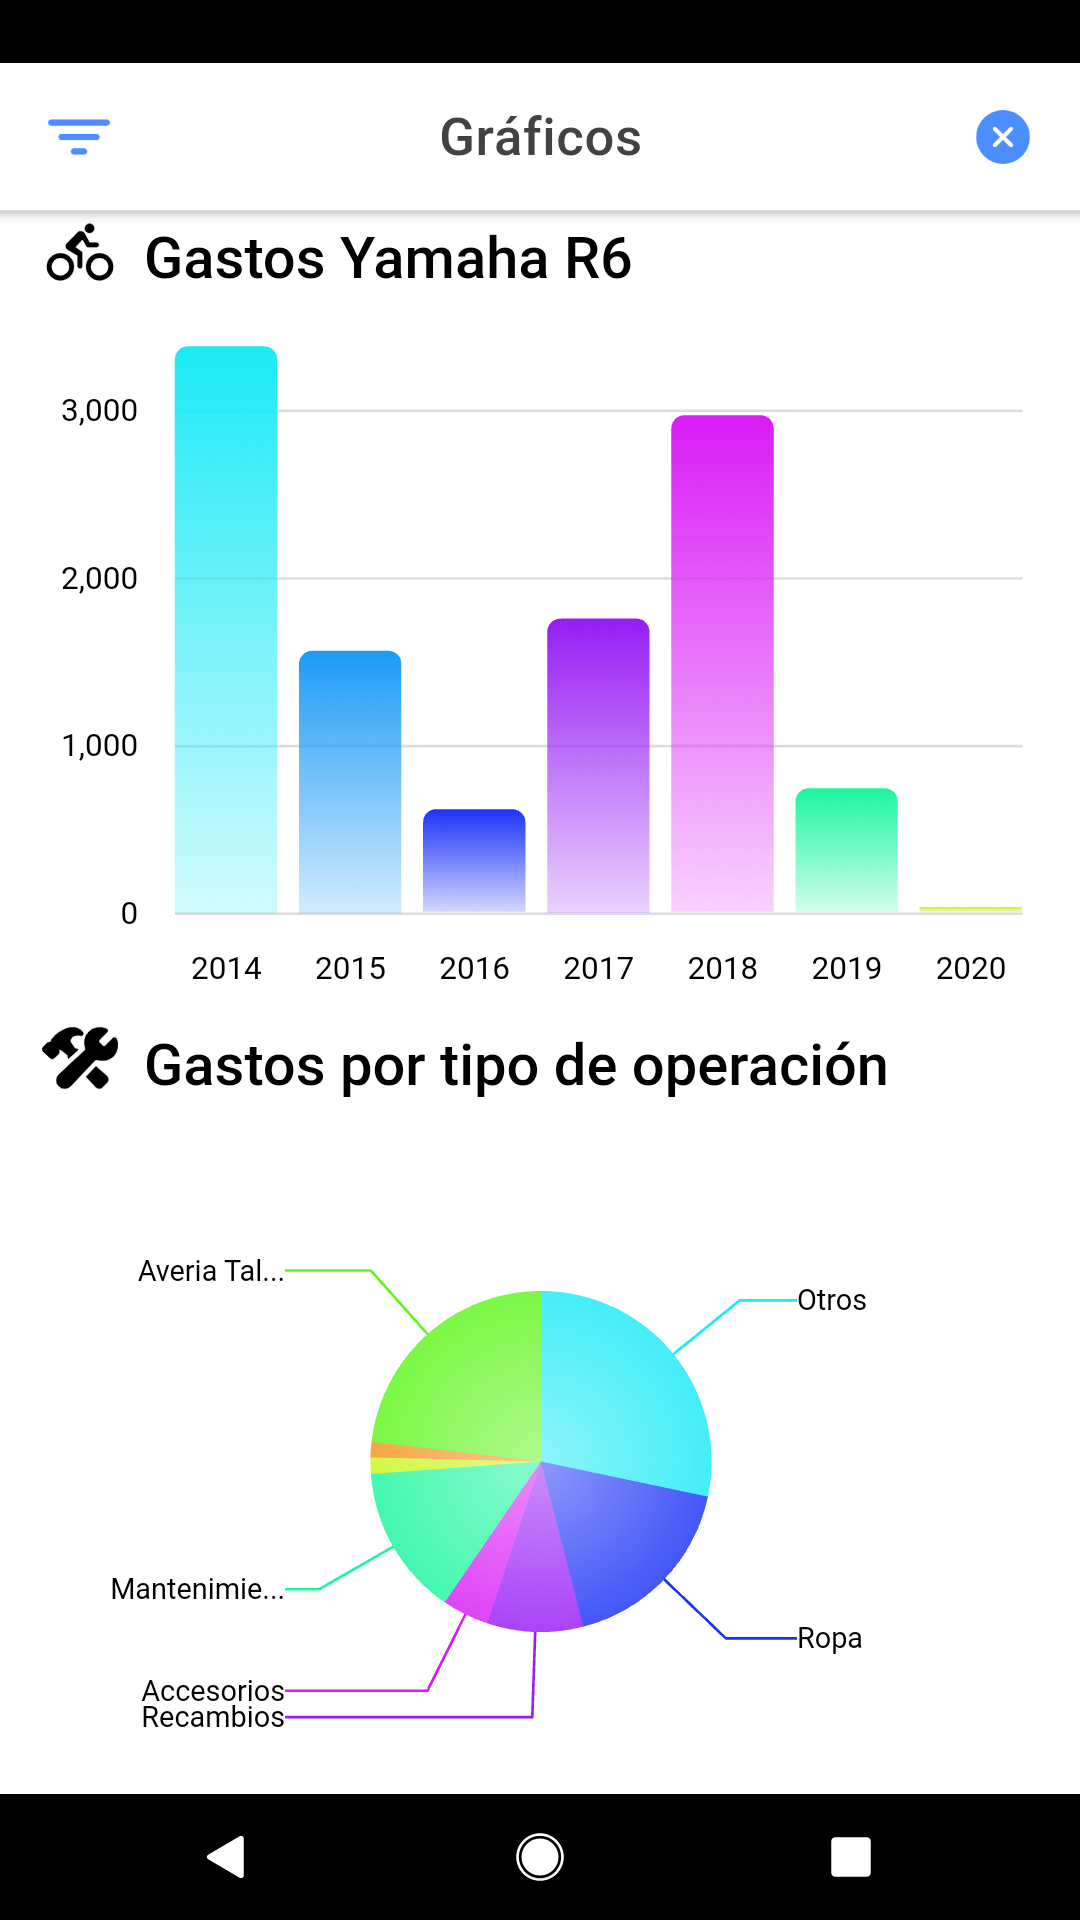 Gráficos
Gastos Yamaha R6
3,000
2,000
1,000
0
2014 2015 2016 2017 2018 2019 2020
Gastos por tipo de operación
Averia Tal...
Otros
Mantenimie...
Ropa
Accesorios
Recambios